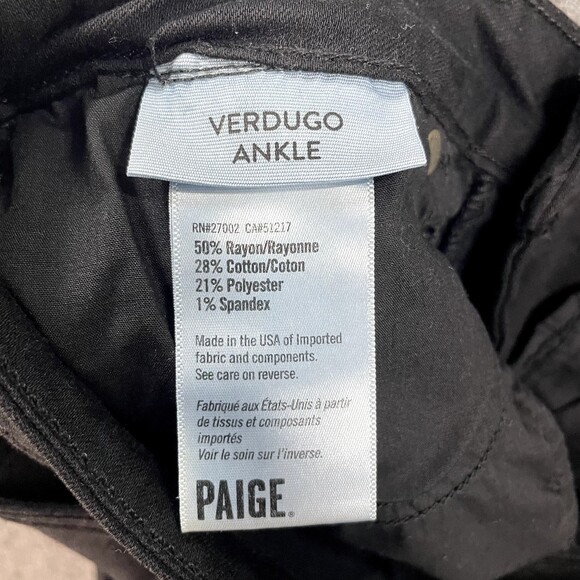 VERDUGO
ANKLE
RN#27002 CA#51217
50% Rayon/Rayonne
28% Cotton/Coton
21% Polyester
1% Spandex
Made in the USA of Imported
fabric and components.
See care on reverse.
Fabriqué aux États-Unis à partir
de tissus et composants
importés
Voir le soin sur l'inverse.
PAIGE®